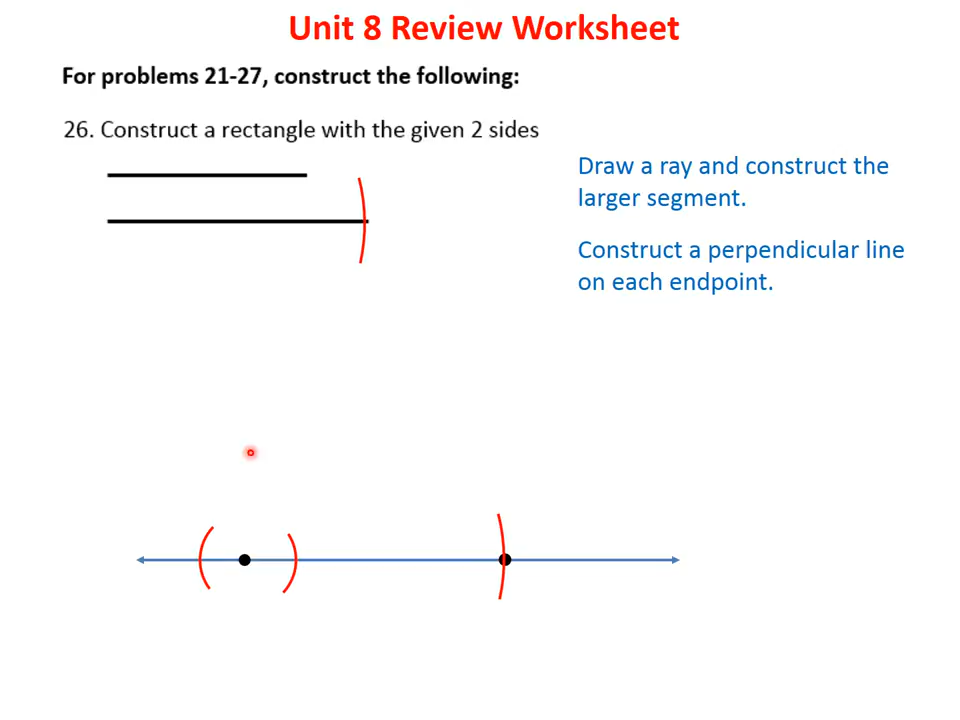 Unit 8 Review Worksheet
For problems 21-27, construct the following:
26. Construct a rectangle with the given 2 sides
Draw a ray and construct the
larger segment.
Construct a perpendicular line
on each endpoint.